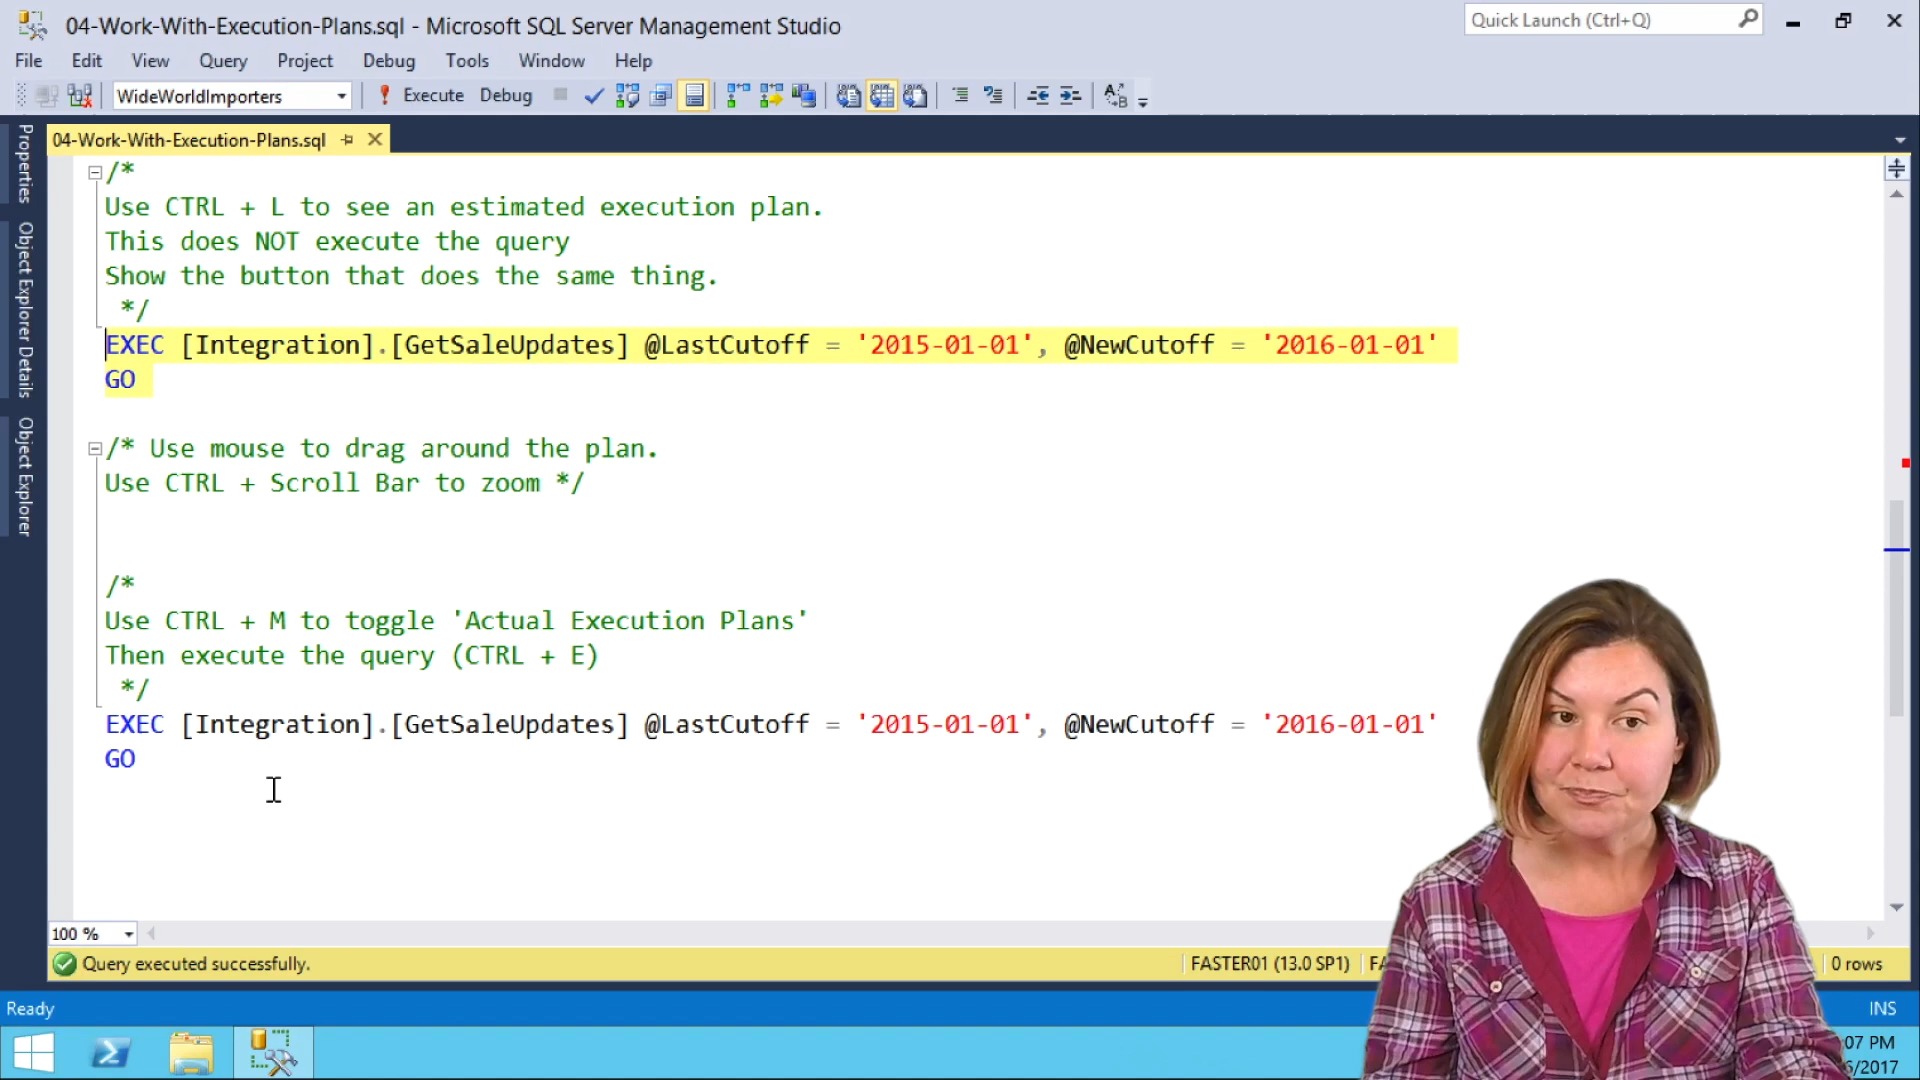 04-Work-With-Execution-Plans.sql - Microsoft SQL Server Management Studio
Quick Launch (Ctrl+Q)
File Edit View Query Project Debug Tools Window Help
WideWorldImporters Execute Debug
Properties
Object Explorer Details
Object Explorer
04-Work-With-Execution-Plans.sql
/*
Use CTRL + L to see an estimated execution plan.
This does NOT execute the query
Show the button that does the same thing.
*/
EXEC [Integration].[GetSaleUpdates] @LastCutoff = '2015-01-01', @NewCutoff = '2016-01-01'
GO
/* Use mouse to drag around the plan.
Use CTRL + Scroll Bar to zoom */
/*
Use CTRL + M to toggle 'Actual Execution Plans'
Then execute the query (CTRL + E)
*/
EXEC [Integration].[GetSaleUpdates] @LastCutoff = '2015-01-01', @NewCutoff = '2016-01-01'
GO
100 %
Query executed successfully. FASTER01 (13.0 SP1) 0 rows
Ready INS
:07 PM
/2017